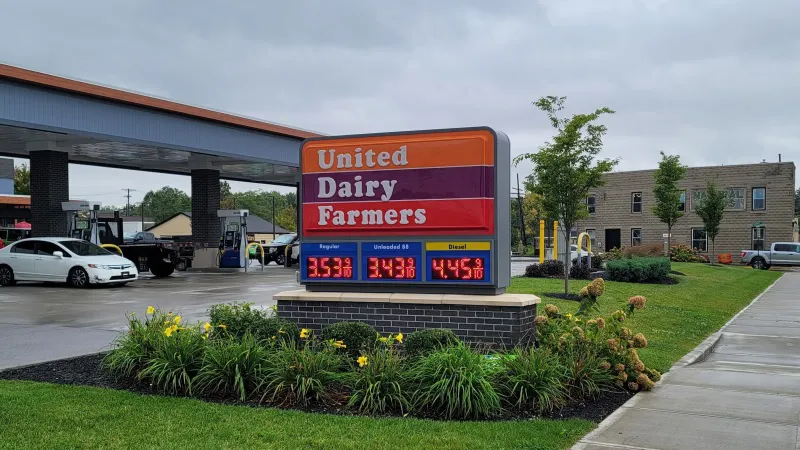 United
Dairy
Farmers
Regular Unleaded 88 Diesel
3.53 9/10 3.43 9/10 4.45 9/10